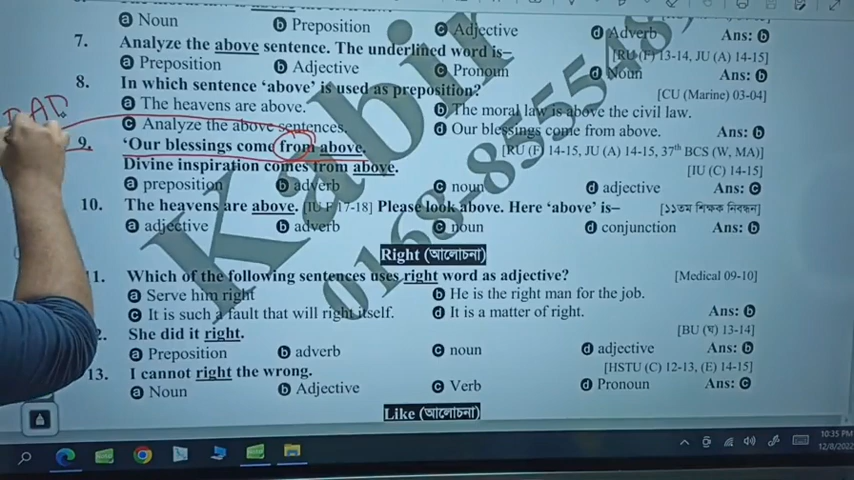 ⓐ Noun ⓑ Preposition ⓒ Adjective ⓓ Adverb Ans: ⓑ
7. Analyze the above sentence. The underlined word is– [RU (F) 13-14, JU (A) 14-15]
ⓐ Preposition ⓑ Adjective ⓒ Pronoun ⓓ Noun Ans: ⓑ
8. In which sentence 'above' is used as preposition? [CU (Marine) 03-04]
ⓐ The heavens are above. ⓑ The moral law is above the civil law.
ⓒ Analyze the above sentences. ⓓ Our blessings come from above. Ans: ⓑ
9. 'Our blessings come from above. [RU (F) 14-15, JU (A) 14-15, 37th BCS (W, MA)]
Divine inspiration comes from above. [IU (C) 14-15]
ⓐ preposition ⓑ adverb ⓒ noun ⓓ adjective Ans: ⓒ
10. The heavens are above. [IU F 17-18] Please look above. Here 'above' is– [১১তম শিক্ষক নিবন্ধন]
ⓐ adjective ⓑ adverb ⓒ noun ⓓ conjunction Ans: ⓑ
Right (আলোচনা)
11. Which of the following sentences uses right word as adjective? [Medical 09-10]
ⓐ Serve him right ⓑ He is the right man for the job.
ⓒ It is such a fault that will right itself. ⓓ It is a matter of right. Ans: ⓑ
2. She did it right. [BU (ঘ) 13-14]
ⓐ Preposition ⓑ adverb ⓒ noun ⓓ adjective Ans: ⓑ
13. I cannot right the wrong. [HSTU (C) 12-13, (E) 14-15]
ⓐ Noun ⓑ Adjective ⓒ Verb ⓓ Pronoun Ans: ⓒ
Like (আলোচনা)
Kabir
0168-855548
10:35 PM
12/8/2022